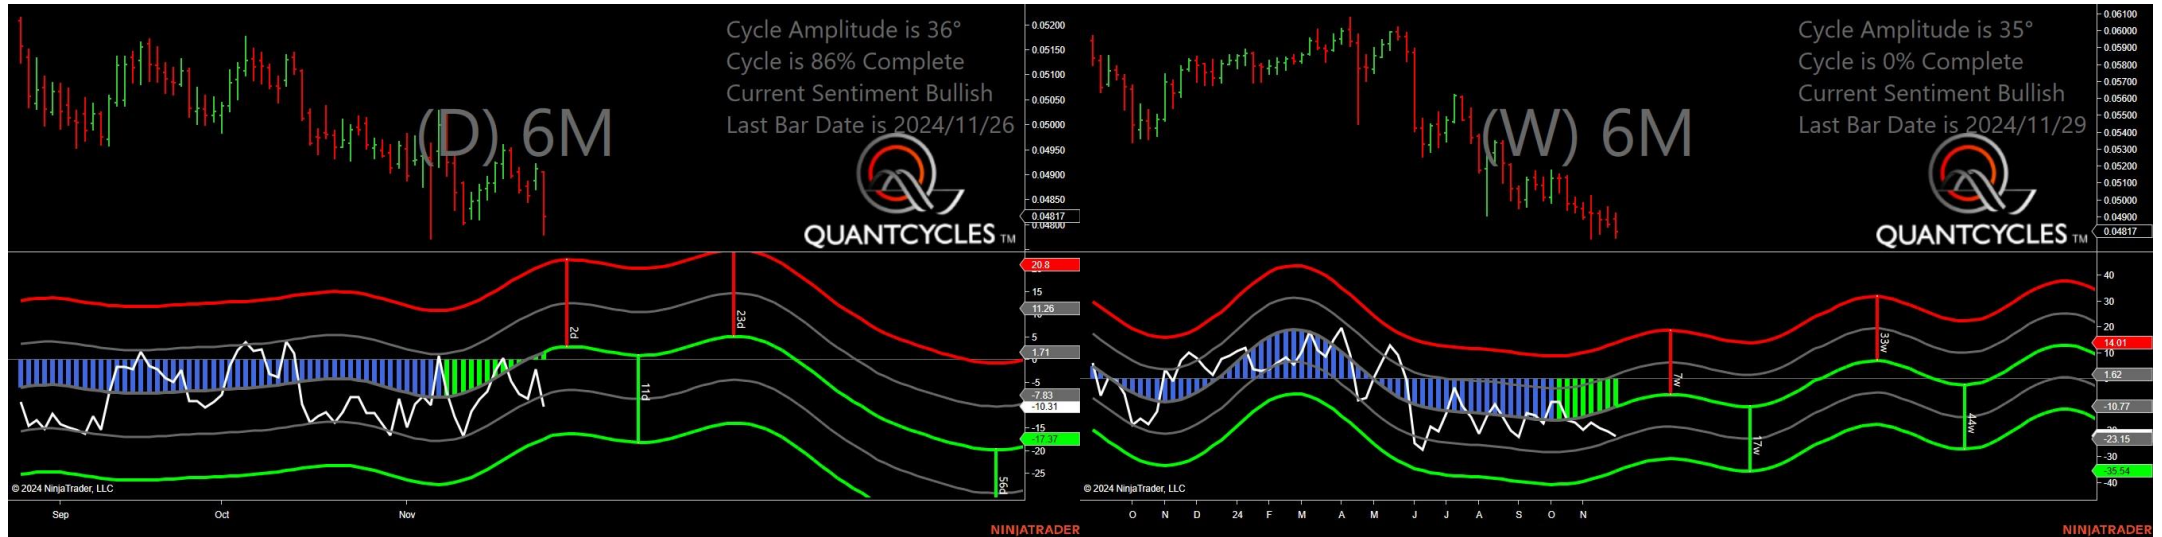 Cycle Amplitude is 36°
Cycle is 86% Complete
Current Sentiment Bullish
Last Bar Date is 2024/11/26
(D) 6M
QUANTCYCLES TM
0.05200
0.05150
0.05100
0.05050
0.05000
0.04950
0.04900
0.04850
0.04817
0.04800
20.8
15
11.26
5
1.71
-5
-7.83
-10.31
-15
-17.37
-20
-25
2d
11d
23d
56d
© 2024 NinjaTrader, LLC
Sep
Oct
Nov
NINJATRADER
Cycle Amplitude is 35°
Cycle is 0% Complete
Current Sentiment Bullish
Last Bar Date is 2024/11/29
(W) 6M
QUANTCYCLES TM
0.06100
0.06000
0.05900
0.05800
0.05700
0.05600
0.05500
0.05400
0.05300
0.05200
0.05100
0.05000
0.04900
0.04817
40
30
20
14.01
10
1.62
-10.77
-23.15
-30
-35.54
-40
7w
17w
33w
44w
© 2024 NinjaTrader, LLC
O N D 24 F M A M J J A S O N
NINJATRADER